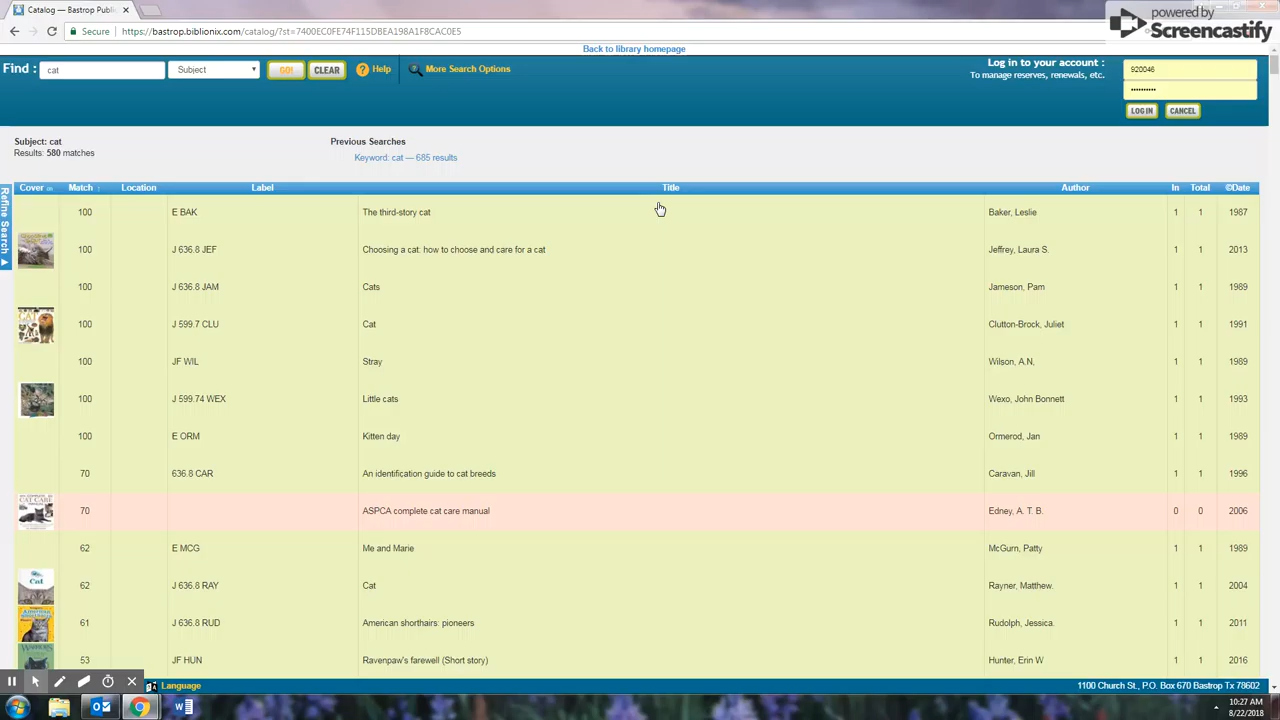 Catalog — Bastrop Publ
powered by
Screencastify
Secure https://bastrop.biblionix.com/catalog/?st=7400EC0FE74F115DBEA198A1F8CAC0E5
Back to library homepage
Find : cat Subject GO! CLEAR ? Help More Search Options
Log in to your account :
To manage reserves, renewals, etc.
920046
••••••••••
LOG IN CANCEL
Subject: cat
Results: 580 matches
Previous Searches
Keyword: cat — 685 results
Refine Search
Cover Match Location Label Title Author In Total ©Date
100 E BAK The third-story cat Baker, Leslie 1 1 1987
100 J 636.8 JEF Choosing a cat: how to choose and care for a cat Jeffrey, Laura S. 1 1 2013
100 J 636.8 JAM Cats Jameson, Pam 1 1 1989
100 J 599.7 CLU Cat Clutton-Brock, Juliet 1 1 1991
100 JF WIL Stray Wilson, A.N. 1 1 1989
100 J 599.74 WEX Little cats Wexo, John Bonnett 1 1 1993
100 E ORM Kitten day Ormerod, Jan 1 1 1989
70 636.8 CAR An identification guide to cat breeds Caravan, Jill 1 1 1996
CAT CARE 70 ASPCA complete cat care manual Edney, A. T. B. 0 0 2006
62 E MCG Me and Marie McGurn, Patty 1 1 1989
Cat 62 J 636.8 RAY Cat Rayner, Matthew. 1 1 2004
61 J 636.8 RUD American shorthairs: pioneers Rudolph, Jessica. 1 1 2011
WARRIORS 53 JF HUN Ravenpaw's farewell (Short story) Hunter, Erin W 1 1 2016
Language
1100 Church St., P.O. Box 670 Bastrop Tx 78602
10:27 AM
8/22/2018